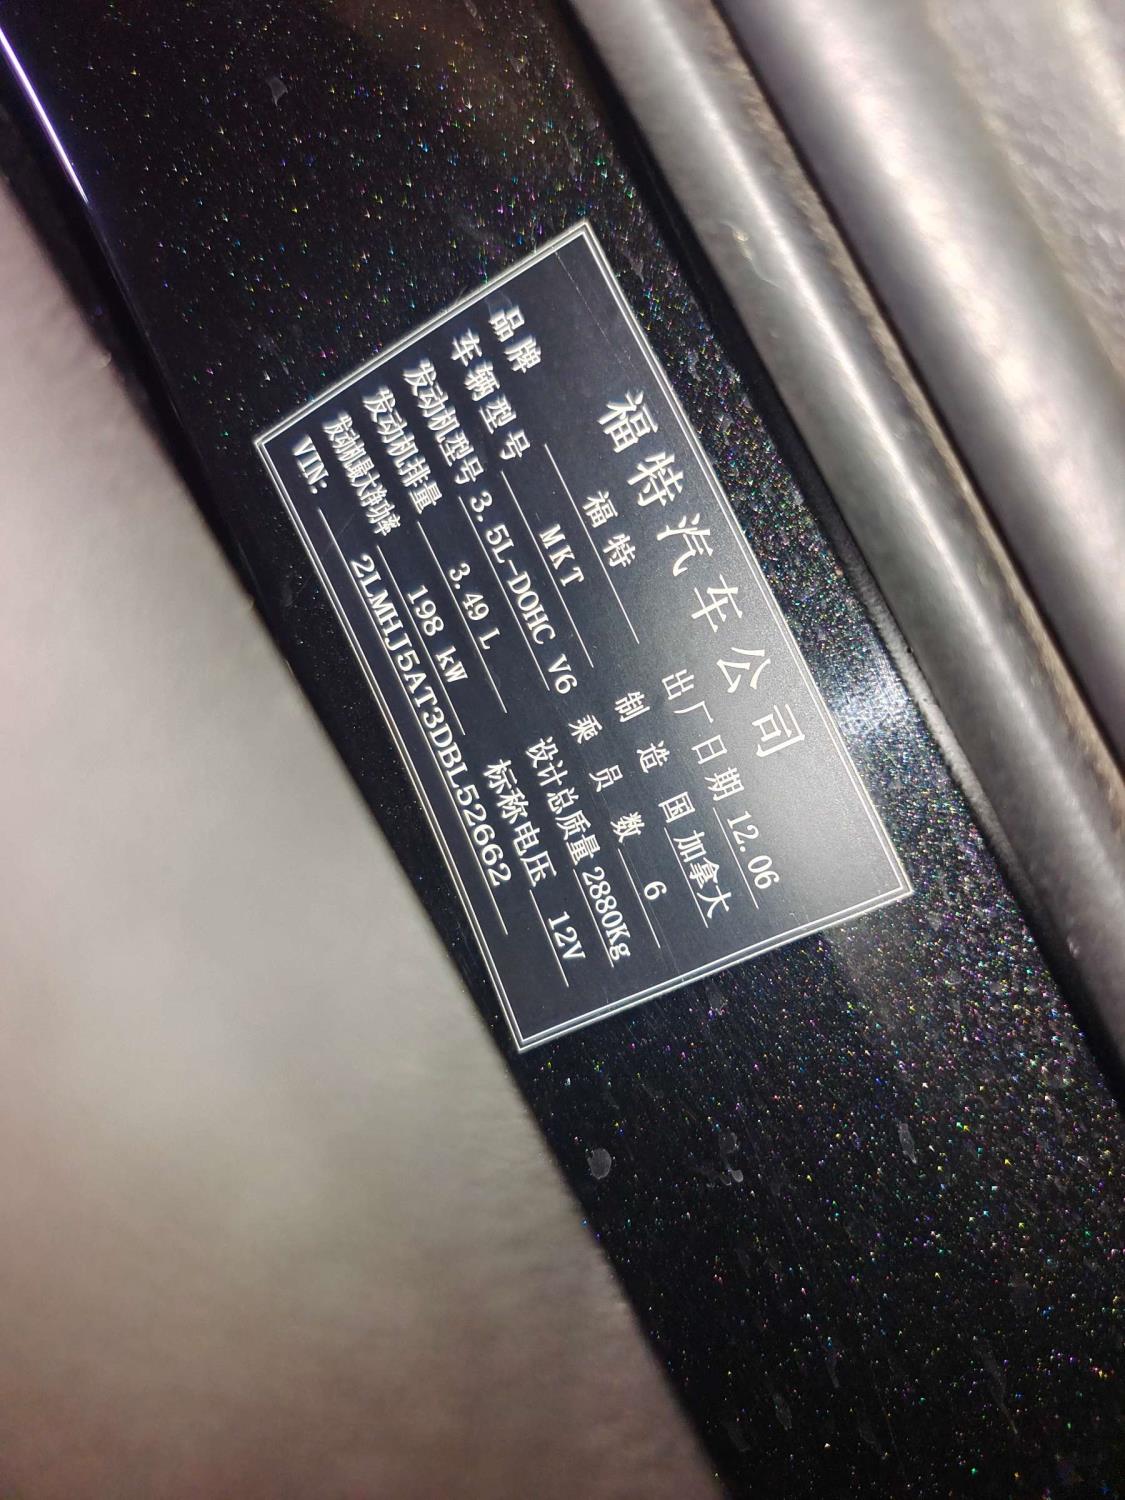 福特汽车公司
品牌 福特 出厂日期 12.06
车辆型号 MKT 制造国 加拿大
发动机型号 3.5L-DOHC V6 乘员数 6
发动机排量 3.49 L 设计总质量 2880Kg
发动机最大净功率 198 kW 标称电压 12V
VIN: 2LMHJ5AT3DBL52662